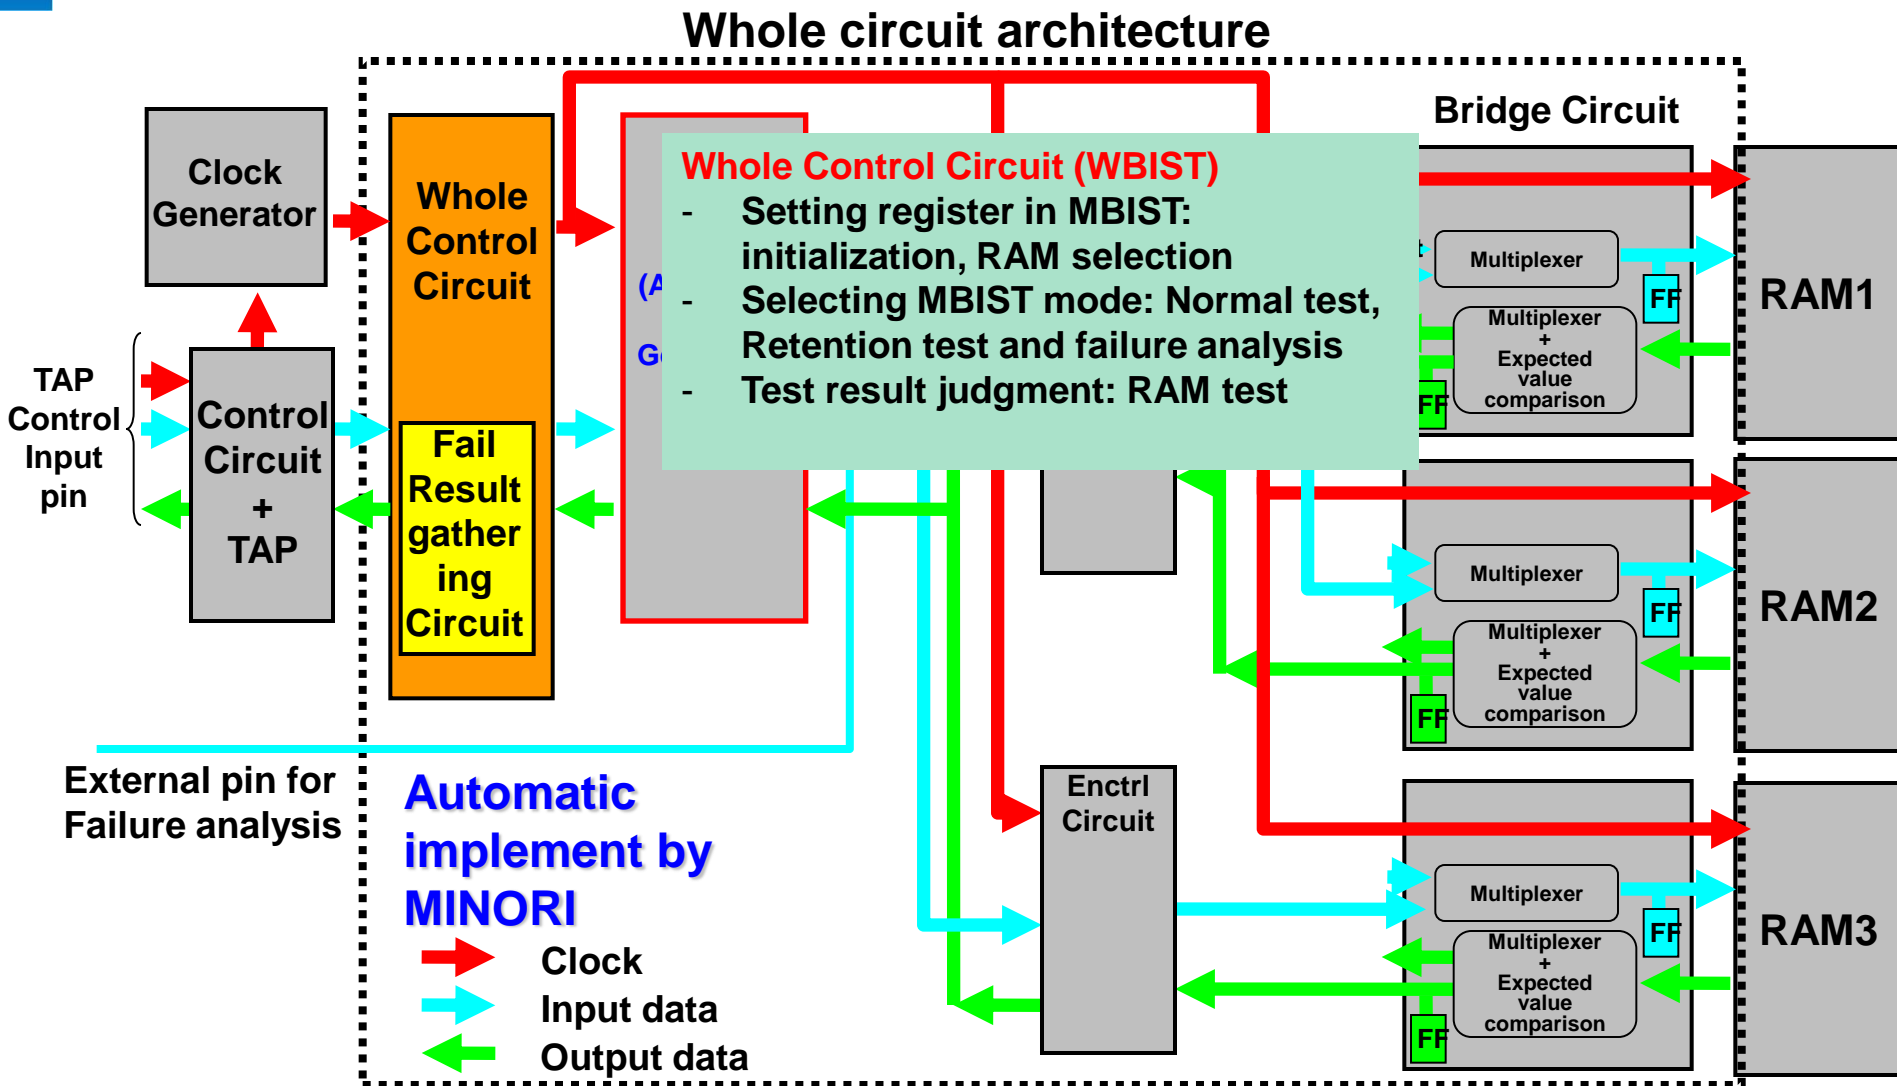 Whole circuit architecture
Bridge Circuit
Clock
Generator
Whole
Control
Circuit
Whole Control Circuit (WBIST)
- Setting register in MBIST:
initialization, RAM selection
- Selecting MBIST mode: Normal test,
Retention test and failure analysis
- Test result judgment: RAM test
(A
Multiplexer
FF
Multiplexer
+
Expected
value
comparison
FF
RAM1
TAP
Control
Input
pin
Control
Circuit
+
TAP
Fail
Result
gather
ing
Circuit
Multiplexer
FF
Multiplexer
+
Expected
value
comparison
FF
RAM2
External pin for
Failure analysis
Automatic
implement by
MINORI
Clock
Input data
Output data
Enctrl
Circuit
Multiplexer
FF
Multiplexer
+
Expected
value
comparison
FF
RAM3